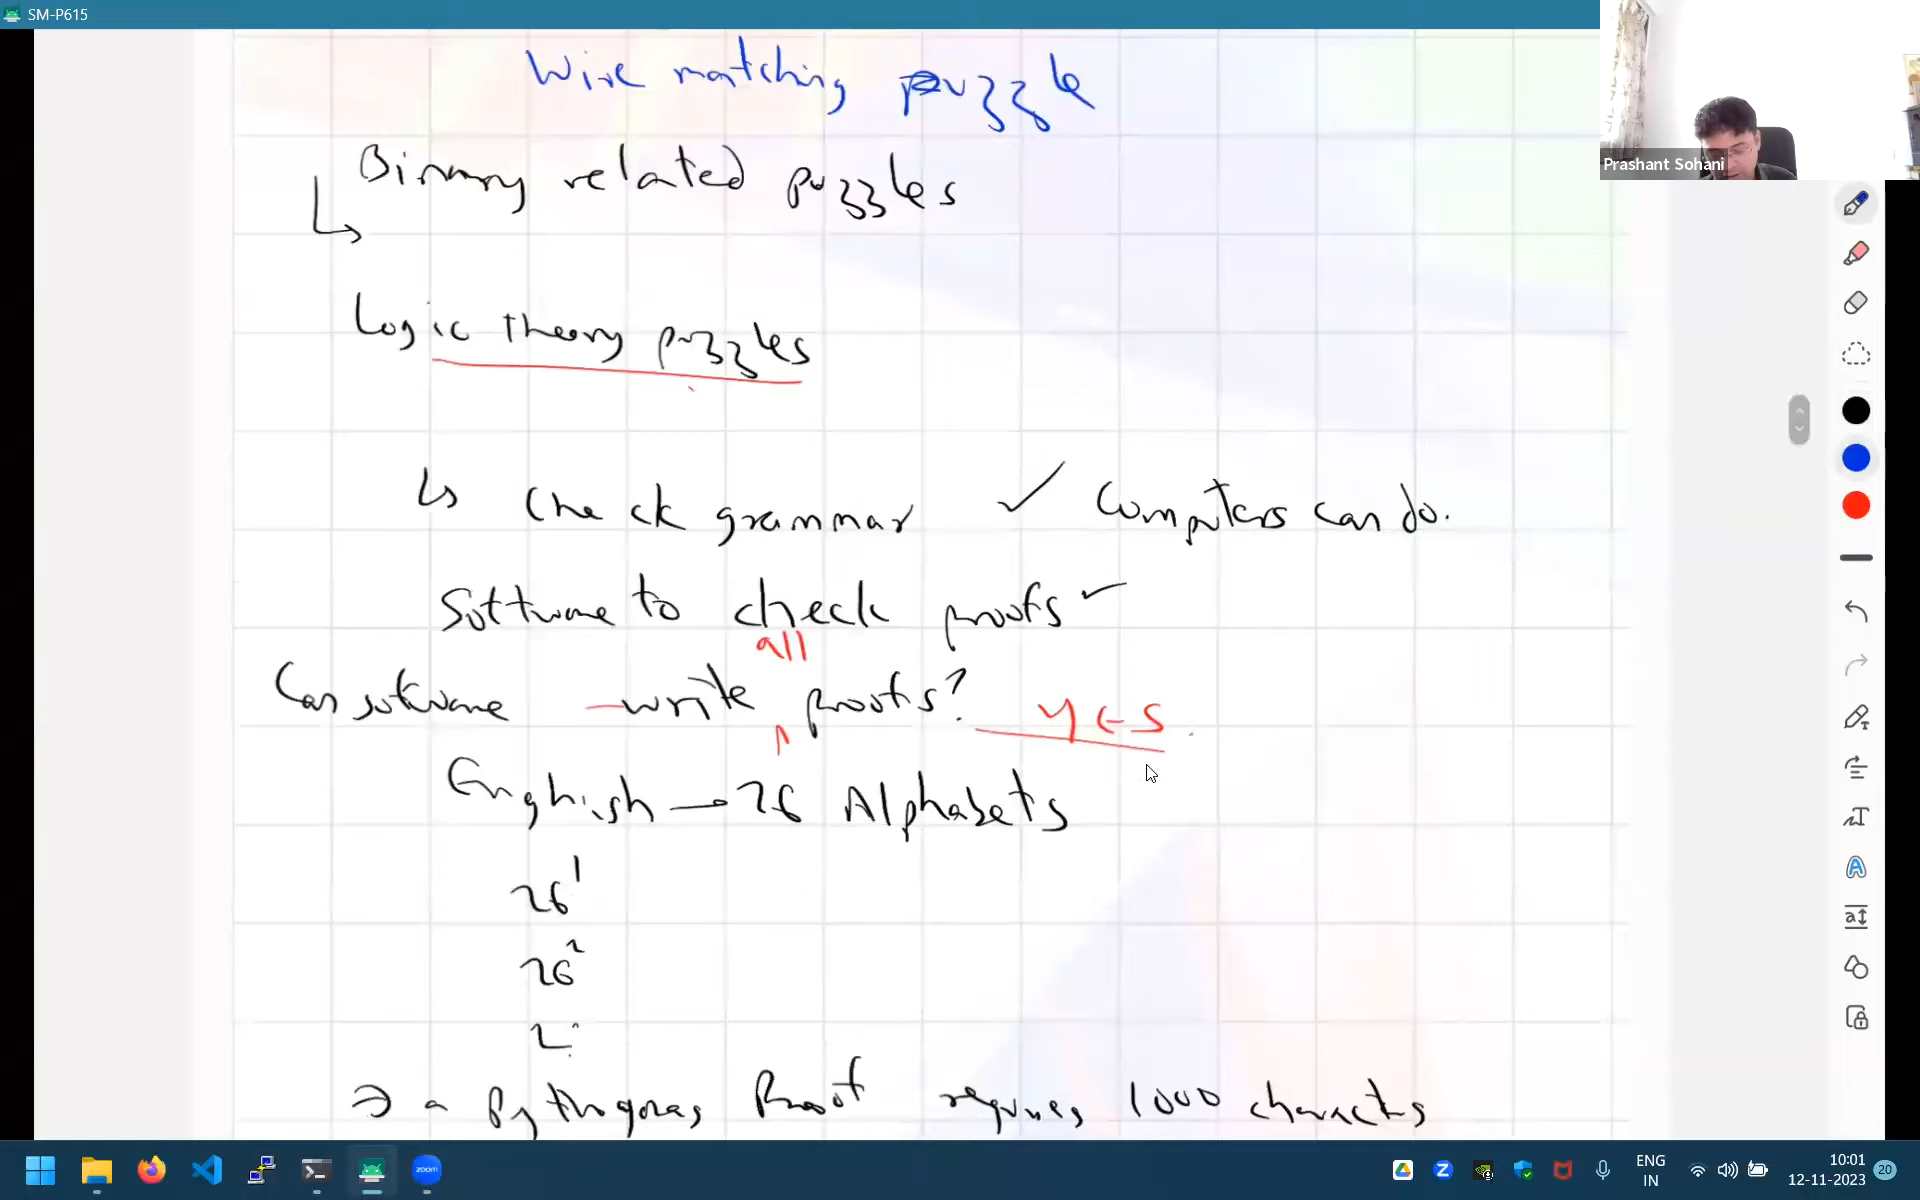 SM-P615
Prashant Sohani
Wire matching puzzle
Binary related puzzles
Logic theory puzzles
↳ Check grammar ✓ Computers can do.
Software to check proofs ✓
all
Can software write proofs? YES.
English → 26 Alphabets
26¹
26²
⇒ a Pythagoras Proof requires 1000 characters
zoom
ENG
IN
10:01
12-11-2023
20